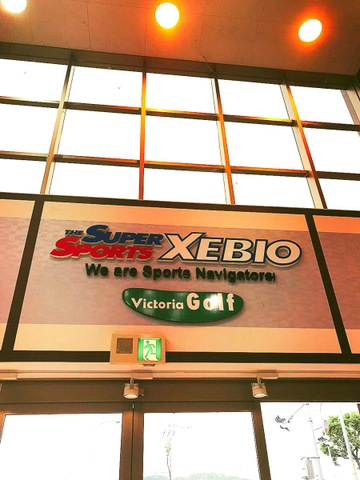 THE SUPER SPORTS XEBIO
We are Sports Navigators
Victoria Golf